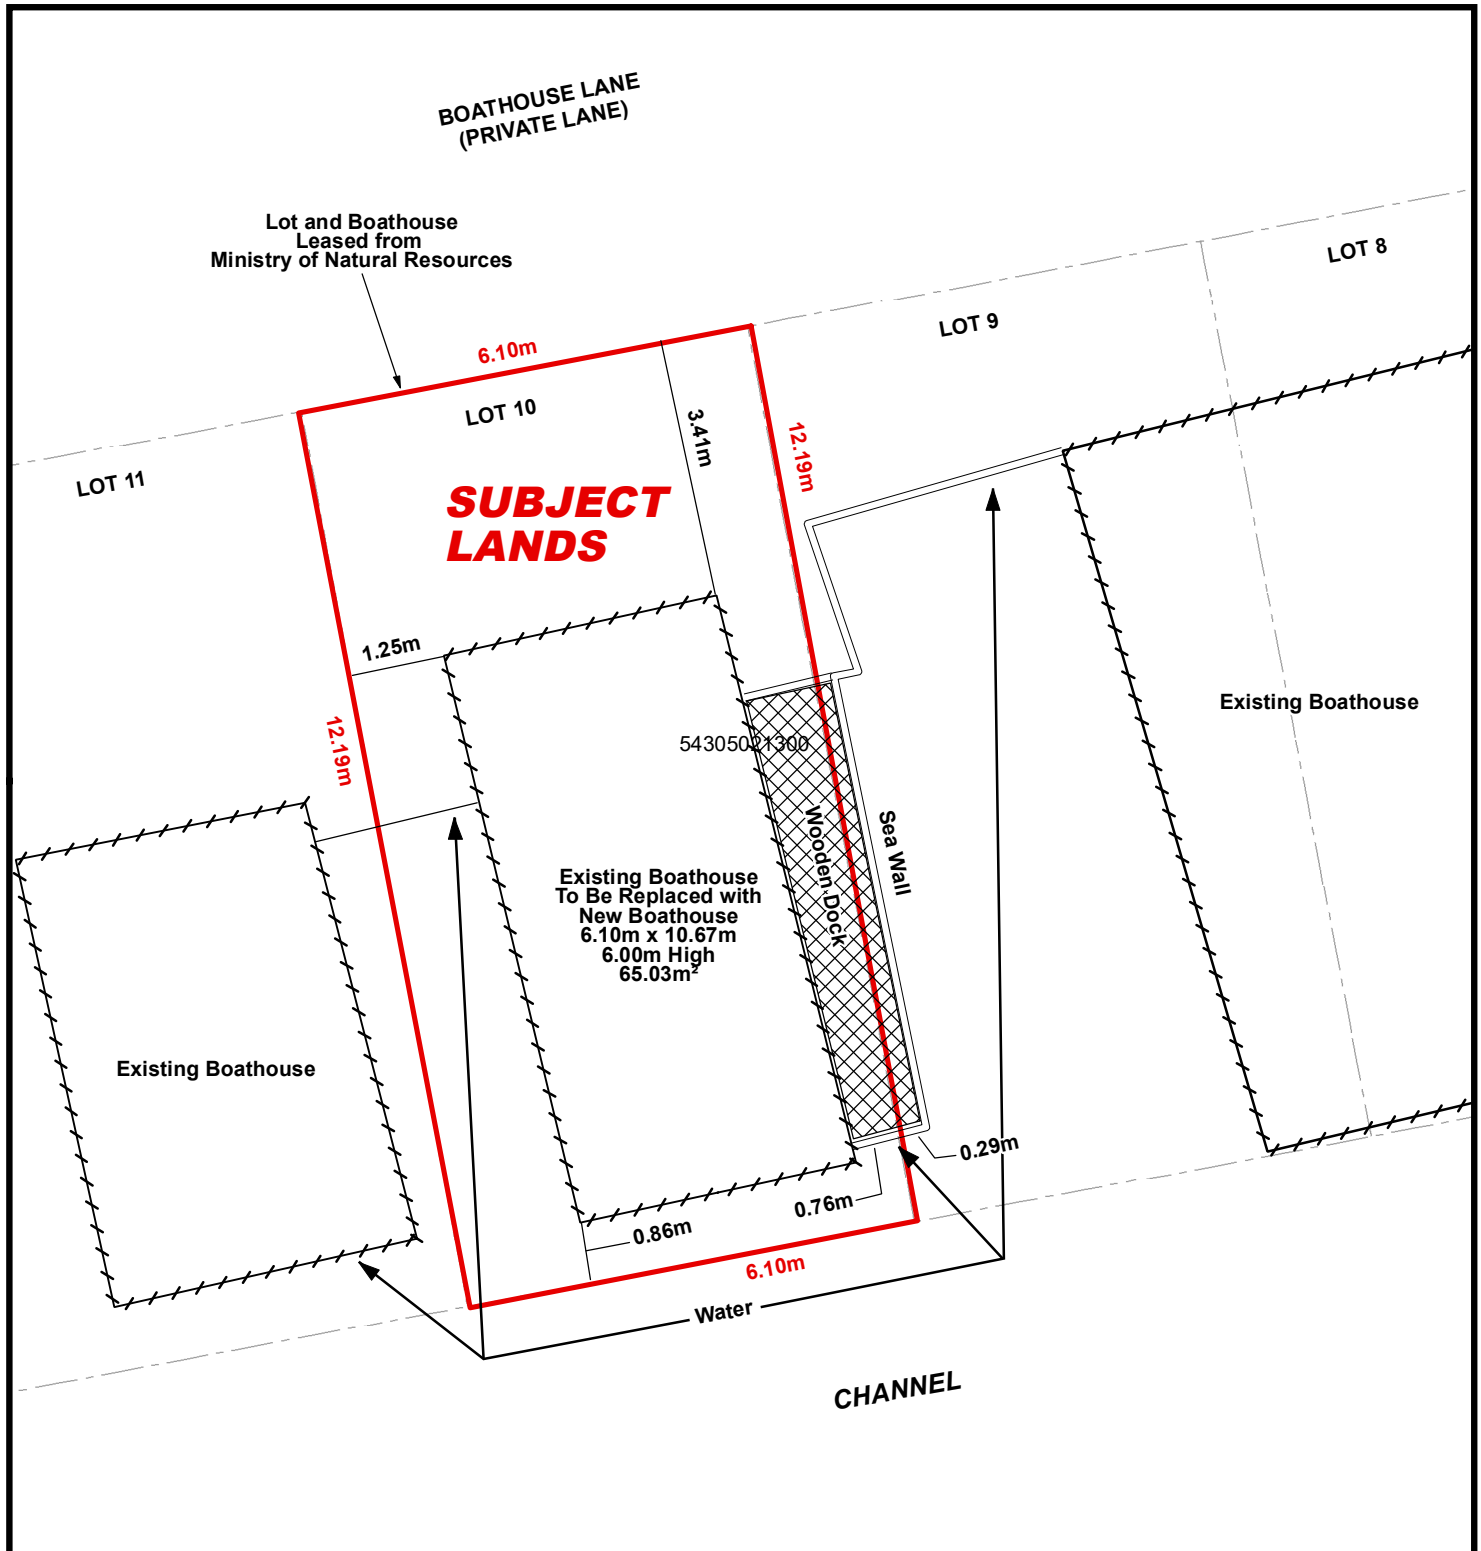 BOATHOUSE LANE
(PRIVATE LANE)
Lot and Boathouse
Leased from
Ministry of Natural Resources
LOT 8
LOT 9
6.10m
LOT 10
LOT 11
3.41m
12.19m
SUBJECT
LANDS
1.25m
12.19m
Existing Boathouse
54305021300
Wooden Dock
Sea Wall
Existing Boathouse
To Be Replaced with
New Boathouse
6.10m x 10.67m
6.00m High
65.03m²
Existing Boathouse
0.29m
0.76m
0.86m
6.10m
Water
CHANNEL